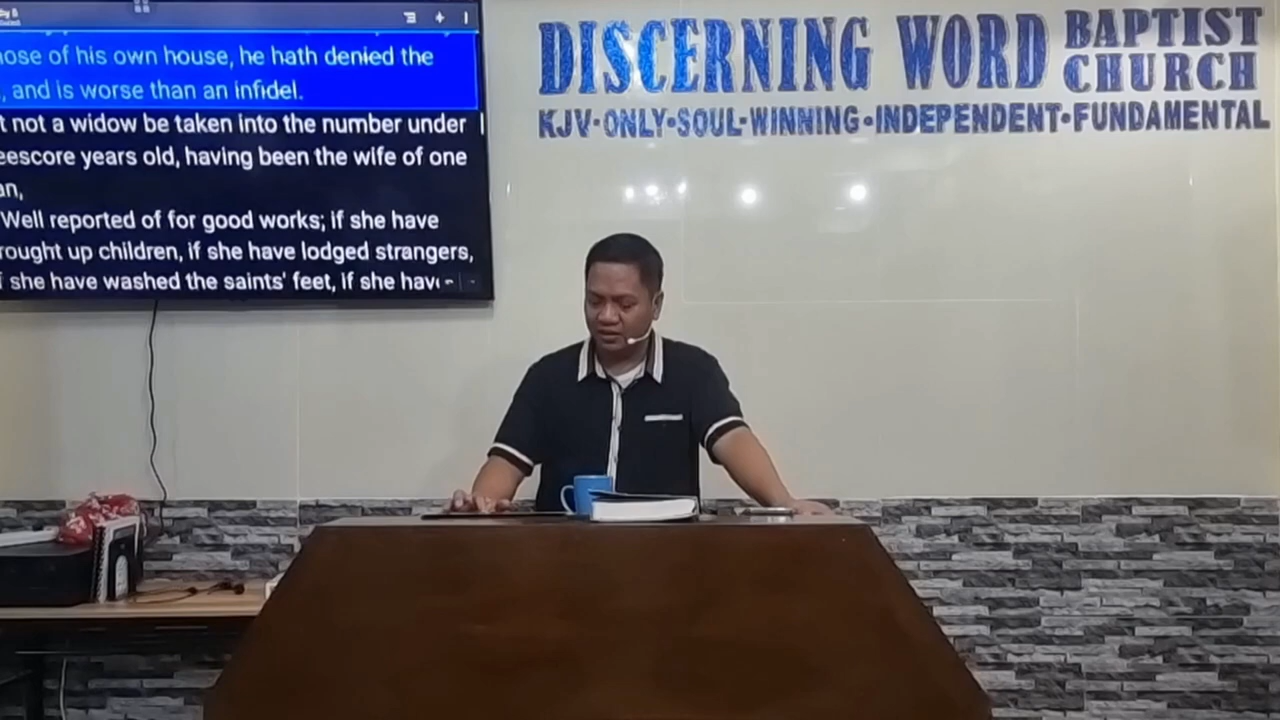 hose of his own house, he hath denied the
, and is worse than an infidel.
t not a widow be taken into the number under
eescore years old, having been the wife of one
an,
Well reported of for good works; if she have
rought up children, if she have lodged strangers,
f she have washed the saints' feet, if she have
DISCERNING WORD BAPTIST CHURCH
KJV-ONLY•SOUL-WINNING•INDEPENDENT•FUNDAMENTAL